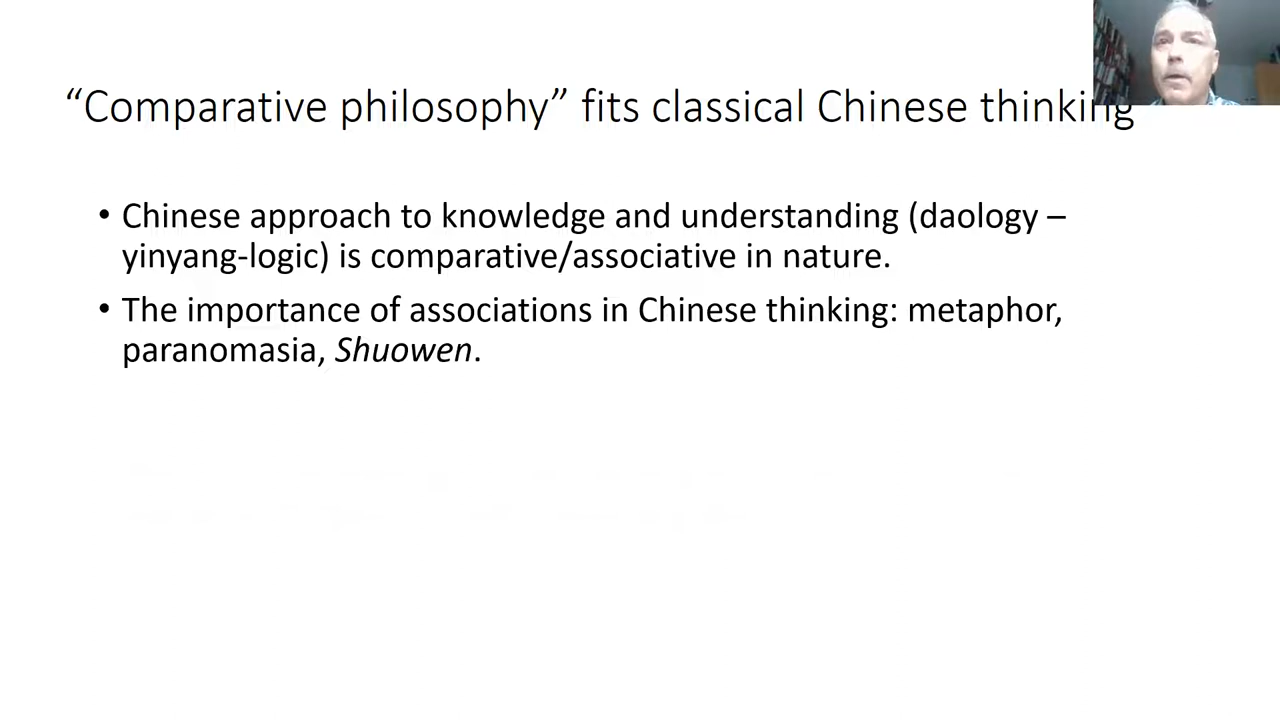 “Comparative philosophy” fits classical Chinese thinking
• Chinese approach to knowledge and understanding (daology –
yinyang-logic) is comparative/associative in nature.
• The importance of associations in Chinese thinking: metaphor,
paranomasia, Shuowen.